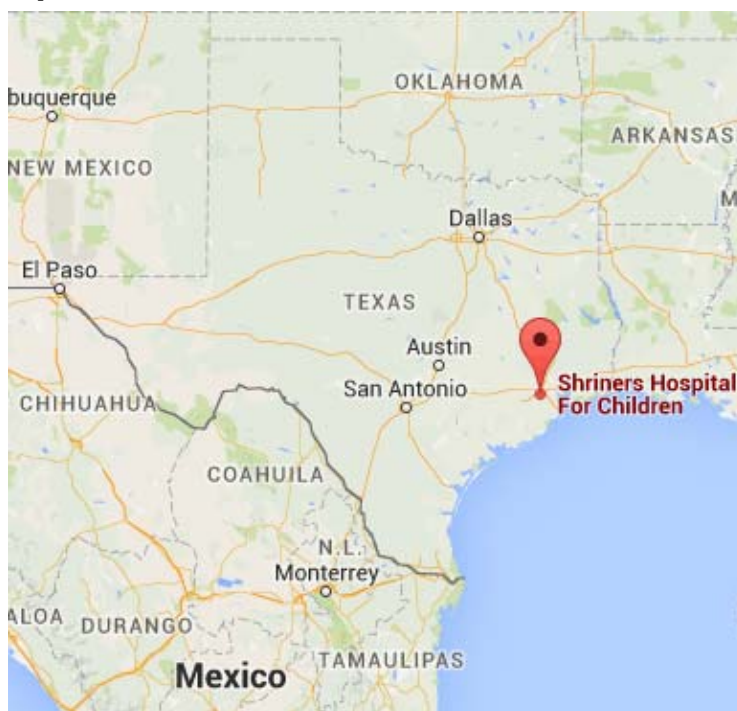 OKLAHOMA
buquerque
ARKANSAS
NEW MEXICO
M
Dallas
El Paso
TEXAS
Austin
San Antonio
Shriners Hospital
For Children
CHIHUAHUA
COAHUILA
N.L.
Monterrey
ALOA
DURANGO
TAMAULIPAS
Mexico